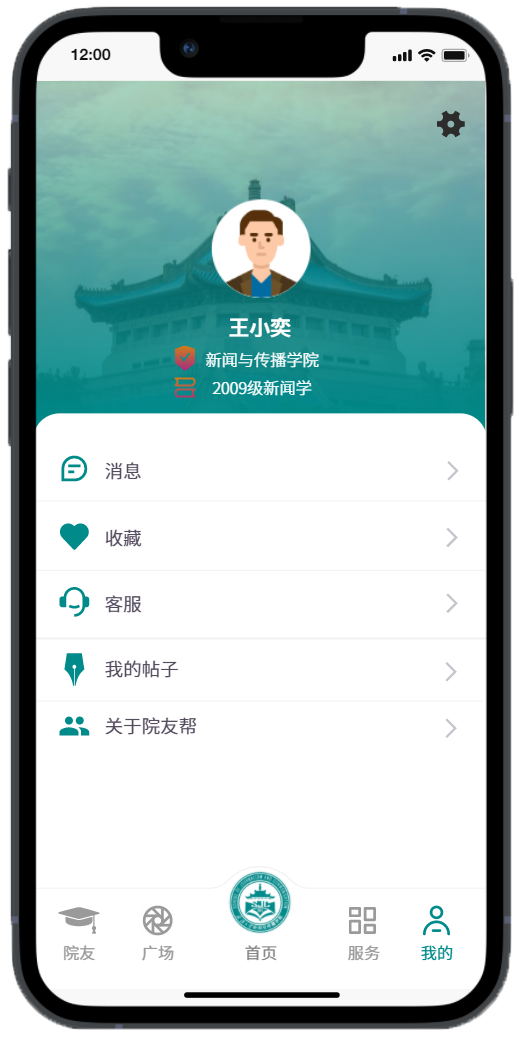 12:00
王小奕
新闻与传播学院
2009级新闻学
消息
收藏
客服
我的帖子
关于院友帮
SJC
院友
广场
首页
服务
我的